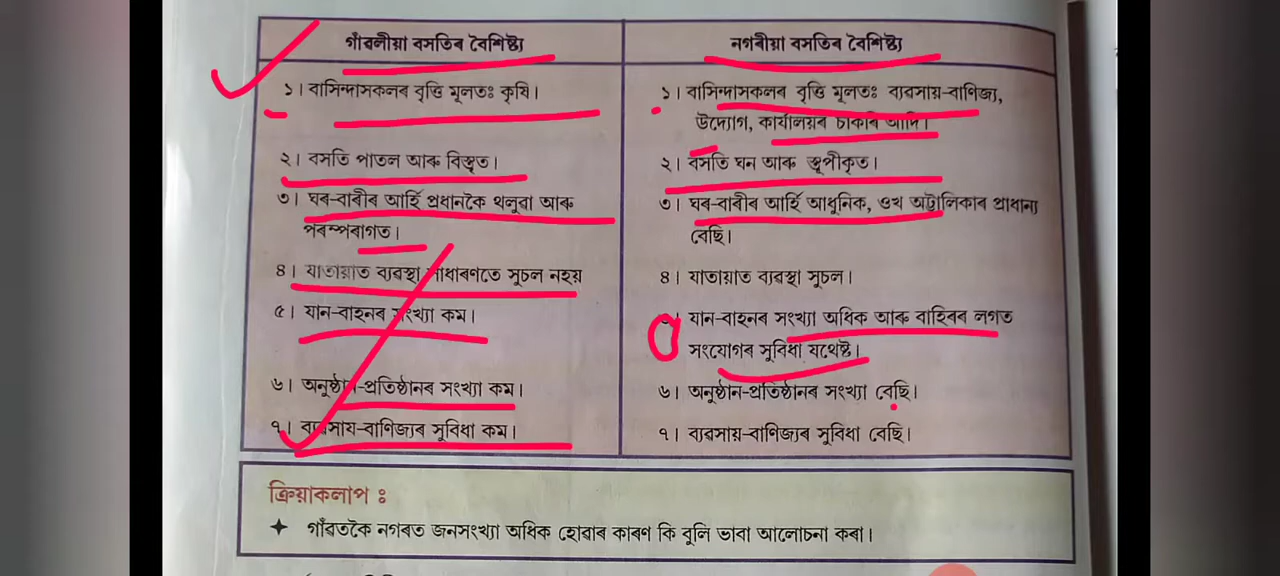 গাঁৱলীয়া বসতিৰ বৈশিষ্ট্য
১। বাসিন্দাসকলৰ বৃত্তি মূলতঃ কৃষি।
২। বসতি পাতল আৰু বিস্তৃত।
৩। ঘৰ-বাৰীৰ আৰ্হি প্ৰধানকৈ থলুৱা আৰু
পৰম্পৰাগত।
৪। যাতায়াত ব্যৱস্থা সাধাৰণতে সুচল নহয়
৫। যান-বাহনৰ সংখ্যা কম।
৬। অনুষ্ঠান-প্ৰতিষ্ঠানৰ সংখ্যা কম।
৭। ব্যৱসায়-বাণিজ্যৰ সুবিধা কম।
নগৰীয়া বসতিৰ বৈশিষ্ট্য
১। বাসিন্দাসকলৰ বৃত্তি মূলতঃ ব্যৱসায়-বাণিজ্য,
উদ্যোগ, কাৰ্যালয়ৰ চাকৰি আদি।
২। বসতি ঘন আৰু স্তূপীকৃত।
৩। ঘৰ-বাৰীৰ আৰ্হি আধুনিক, ওখ অট্টালিকাৰ প্ৰাধান্য
বেছি।
৪। যাতায়াত ব্যৱস্থা সুচল।
যান-বাহনৰ সংখ্যা অধিক আৰু বাহিৰৰ লগত
সংযোগৰ সুবিধা যথেষ্ট।
৬। অনুষ্ঠান-প্ৰতিষ্ঠানৰ সংখ্যা বেছি।
৭। ব্যৱসায়-বাণিজ্যৰ সুবিধা বেছি।
ক্ৰিয়াকলাপ :
✦ গাঁৱতকৈ নগৰত জনসংখ্যা অধিক হোৱাৰ কাৰণ কি বুলি ভাবা আলোচনা কৰা।